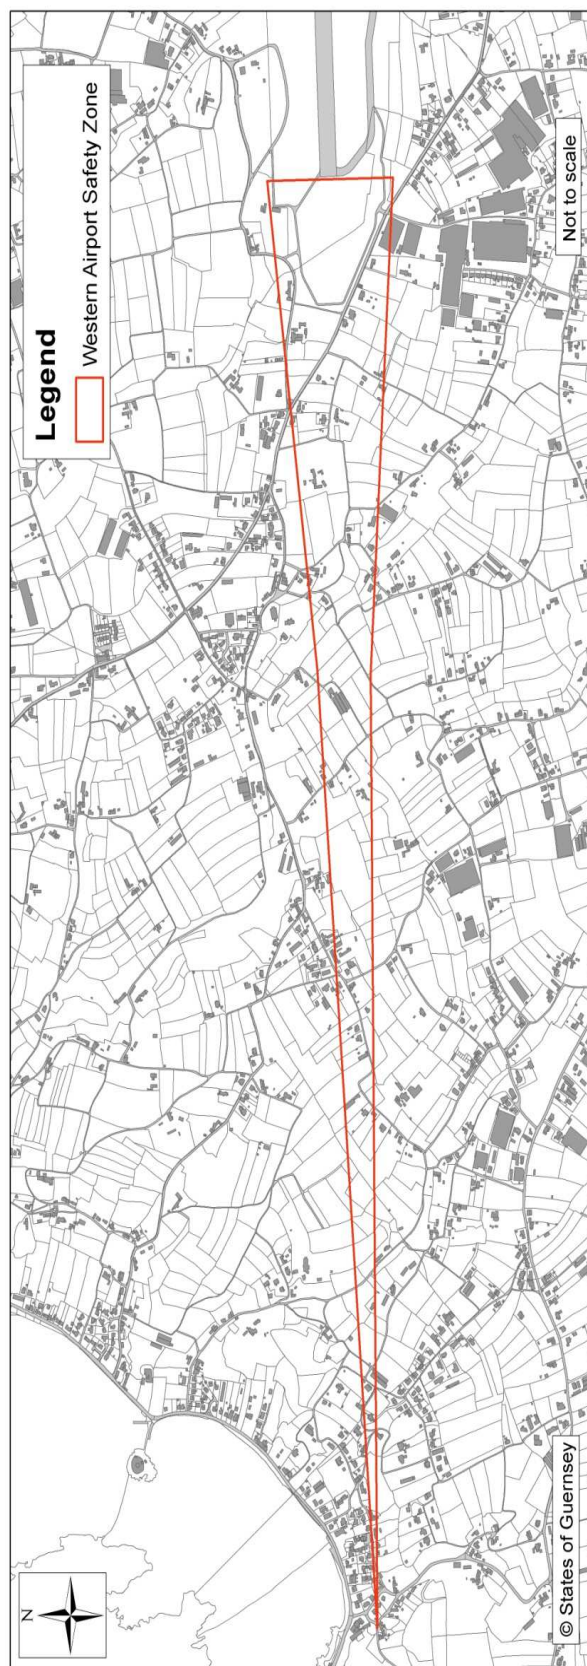 Legend
Western Airport Safety Zone
N
© States of Guernsey
Not to scale